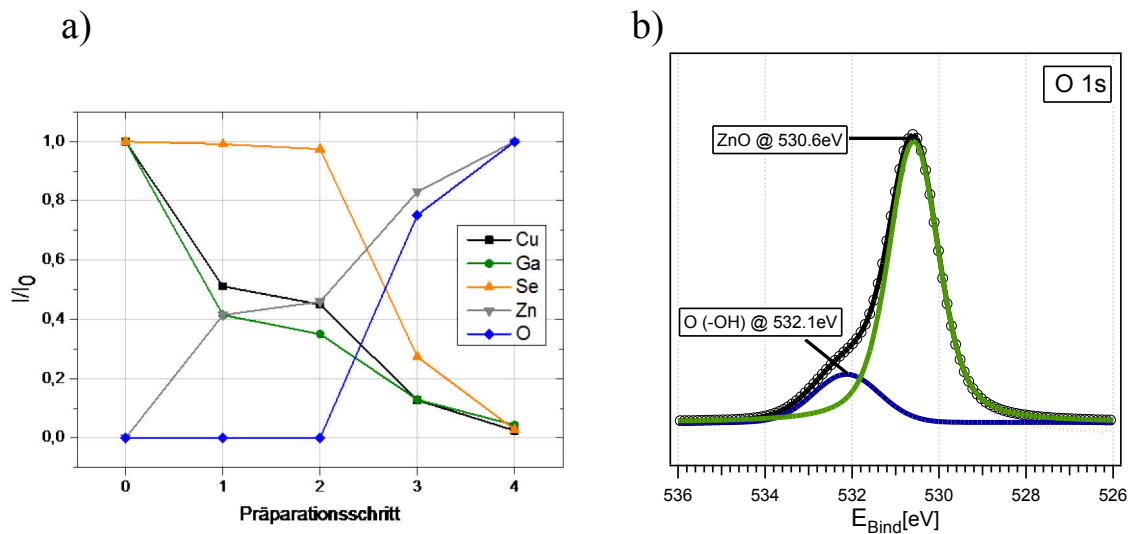 a)
I/I0
1,0
0,8
0,6
0,4
0,2
0,0
Cu
Ga
Se
Zn
O
0 1 2 3 4
Präparationsschritt
b)
O 1s
ZnO @ 530.6eV
O (-OH) @ 532.1eV
536 534 532 530 528 526
EBind[eV]